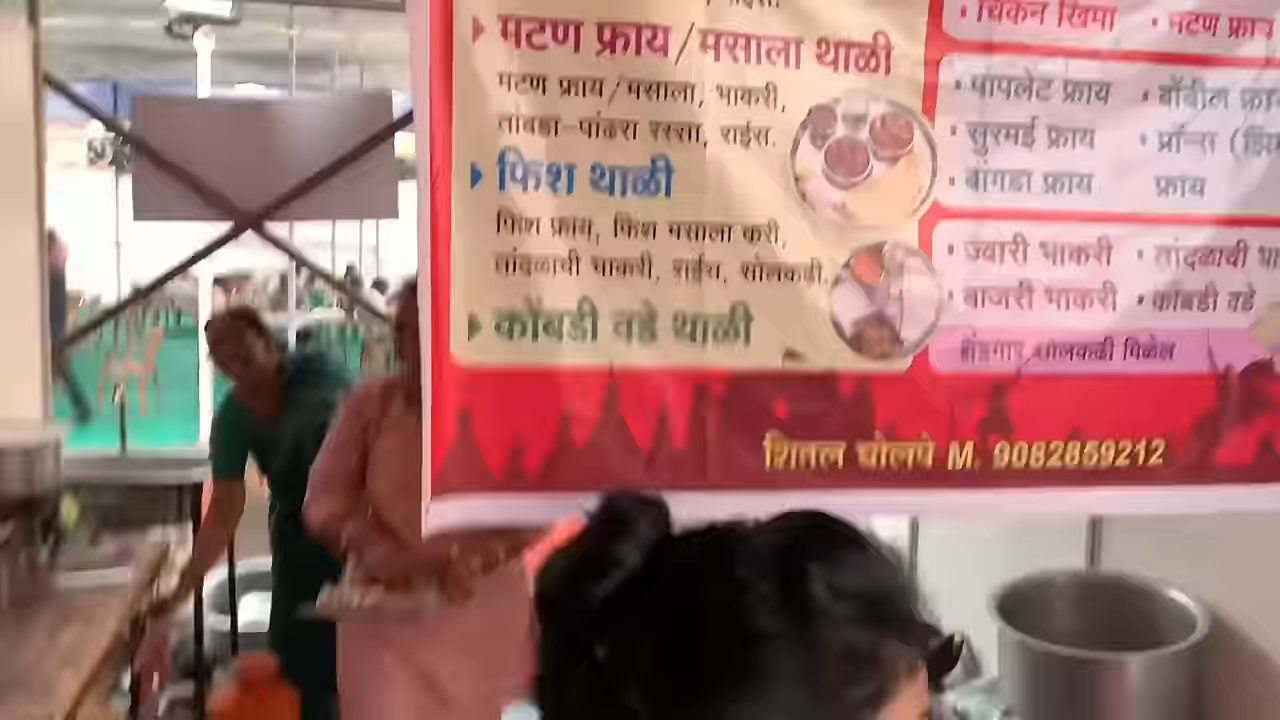 मटण फ्राय/मसाला थाळी
मटण फ्राय/मसाला, भाकरी,
तांबडा-पांढरा रस्सा, राईस.
फिश थाळी
फिश फ्राय, फिश मसाला करी,
तांदळाची भाकरी, राईस, सोलकढी,
कोंबडी वडे थाळी
• चिकन खिमा • मटण फ्राय
• पापलेट फ्राय • बोंबील फ्राय
• सुरमई फ्राय • प्रॉन्स
• बांगडा फ्राय फ्राय
• ज्वारी भाकरी • तांदळाची
• बाजरी भाकरी • कोंबडी वडे
सोलकढी मिळेल
शितल घोलपे M. 9082859212